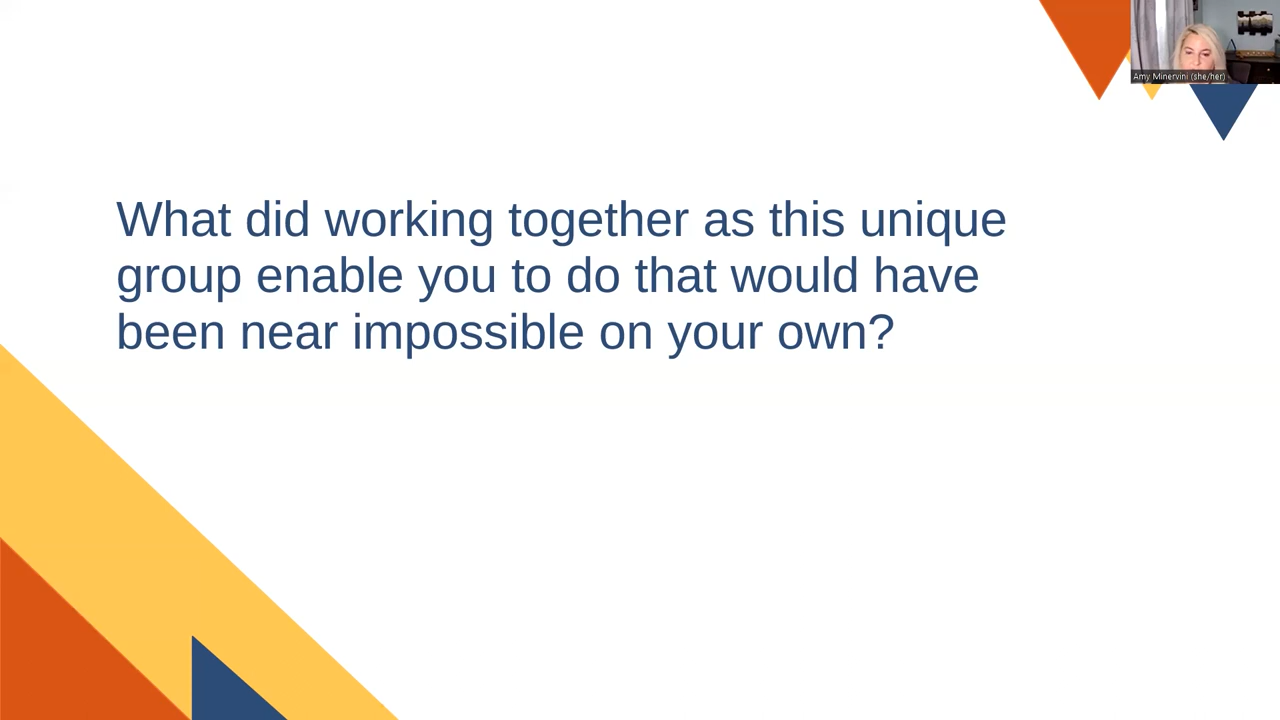 Amy Minervini (she/her)
What did working together as this unique
group enable you to do that would have
been near impossible on your own?